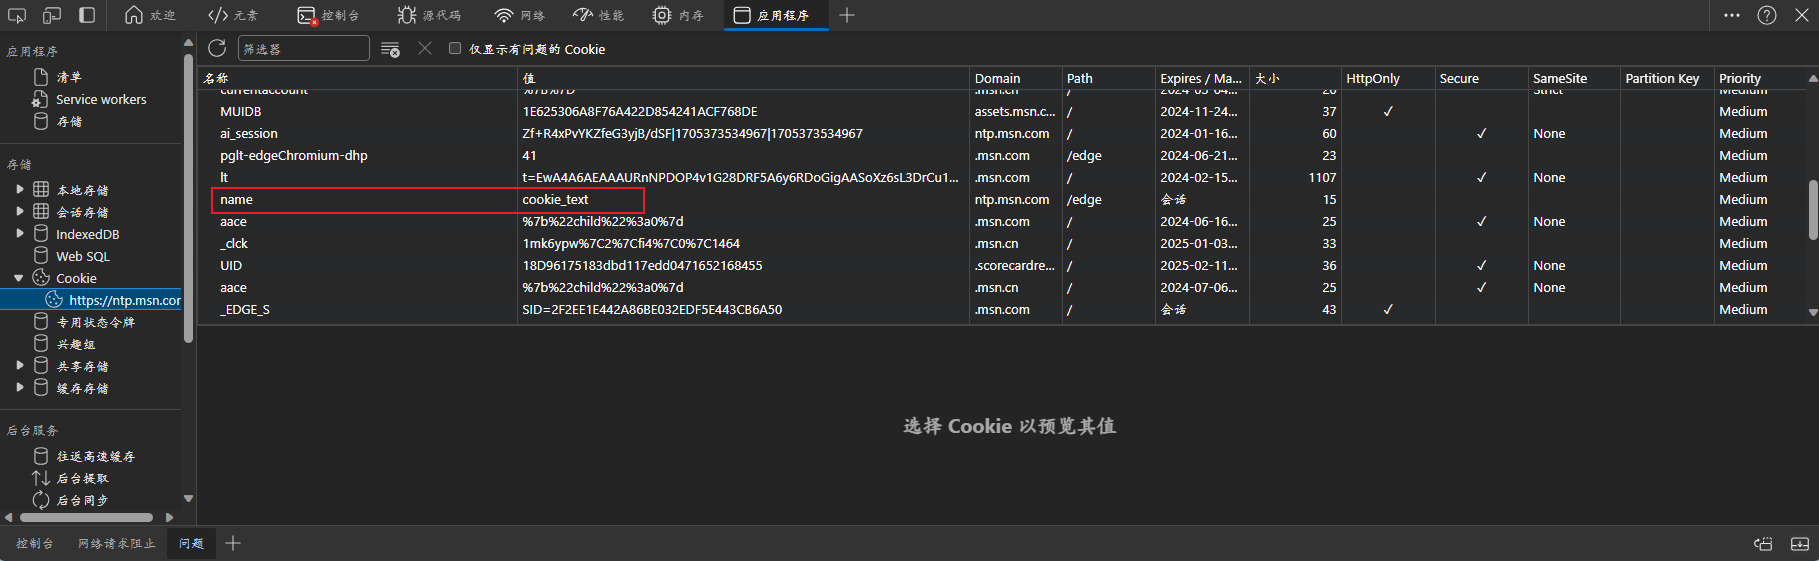 欢迎 元素 控制台 源代码 网络 性能 内存 应用程序
应用程序
清单
Service workers
存储
存储
本地存储
会话存储
IndexedDB
Web SQL
Cookie
https://ntp.msn.cor
专用状态令牌
兴趣组
共享存储
缓存存储
后台服务
往返高速缓存
后台提取
后台同步
筛选器 仅显示有问题的 Cookie
名称 值 Domain Path Expires / Ma... 大小 HttpOnly Secure SameSite Partition Key Priority
currentaccount %7B%7D .msn.cn / 2024-05-04... 20 Strict Medium
MUIDB 1E625306A8F76A422D854241ACF768DE assets.msn.c... / 2024-11-24... 37 ✓ Medium
ai_session Zf+R4xPvYKZfeG3yjB/dSF|1705373534967|1705373534967 ntp.msn.com / 2024-01-16... 60 ✓ None Medium
pglt-edgeChromium-dhp 41 .msn.com /edge 2024-06-21... 23 Medium
lt t=EwA4A6AEAAAURnNPDOP4v1G28DRF5A6y6RDoGigAASoXz6sL3DrCu1... .msn.com / 2024-02-15... 1107 ✓ None Medium
name cookie_text ntp.msn.com /edge 会话 15 Medium
aace %7b%22child%22%3a0%7d .msn.com / 2024-06-16... 25 ✓ None Medium
_clck 1mk6ypw%7C2%7Cfi4%7C0%7C1464 .msn.cn / 2025-01-03... 33 Medium
UID 18D96175183dbd117edd0471652168455 .scorecardre... / 2025-02-11... 36 ✓ None Medium
aace %7b%22child%22%3a0%7d .msn.cn / 2024-07-06... 25 ✓ None Medium
_EDGE_S SID=2F2EE1E442A86BE032EDF5E443CB6A50 .msn.com / 会话 43 ✓ Medium
选择 Cookie 以预览其值
控制台 网络请求阻止 问题